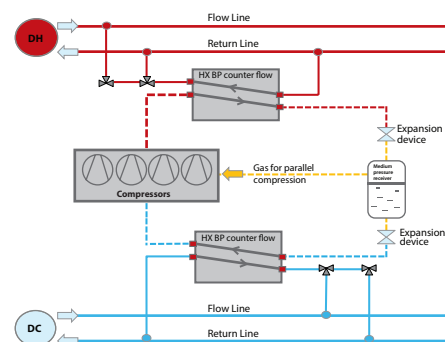 Flow Line
DH
Return Line
HX BP counter flow
Expansion
device
Medium
pressure
receiver
Gas for parallel
compression
Compressors
Expansion
device
HX BP counter flow
Flow Line
DC
Return Line